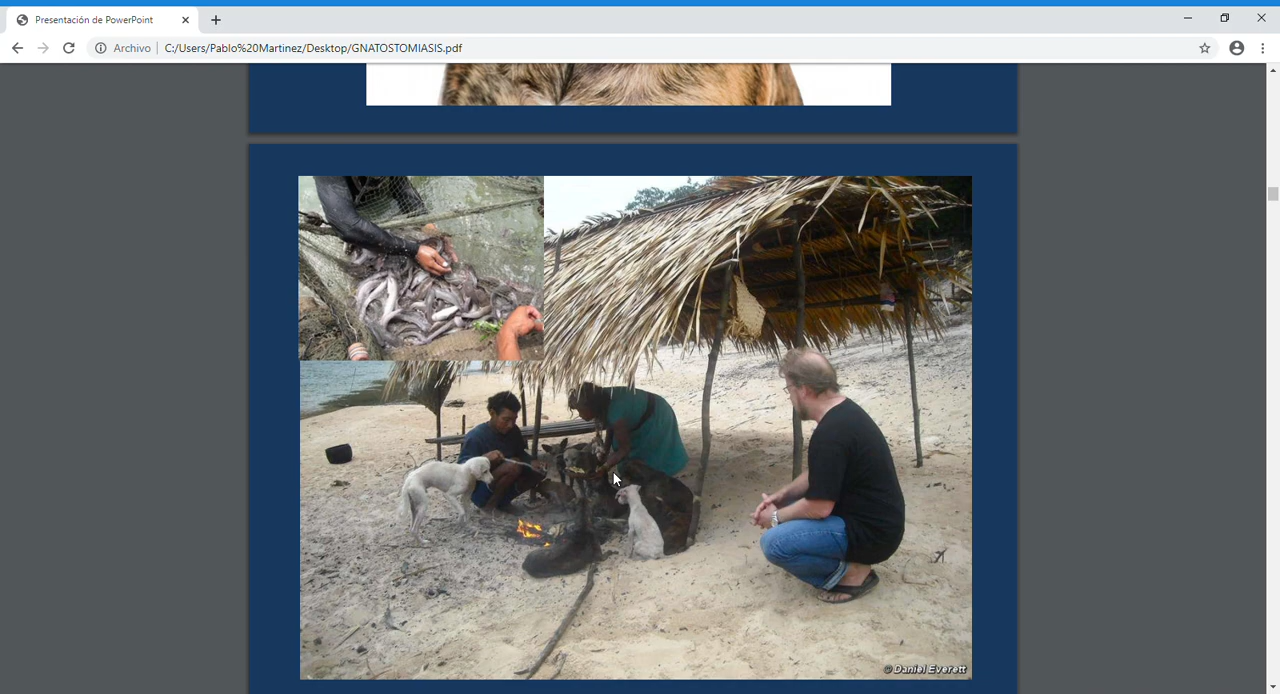 Presentación de PowerPoint
Archivo
C:/Users/Pablo%20Martinez/Desktop/GNATOSTOMIASIS.pdf
© Daniel Everett